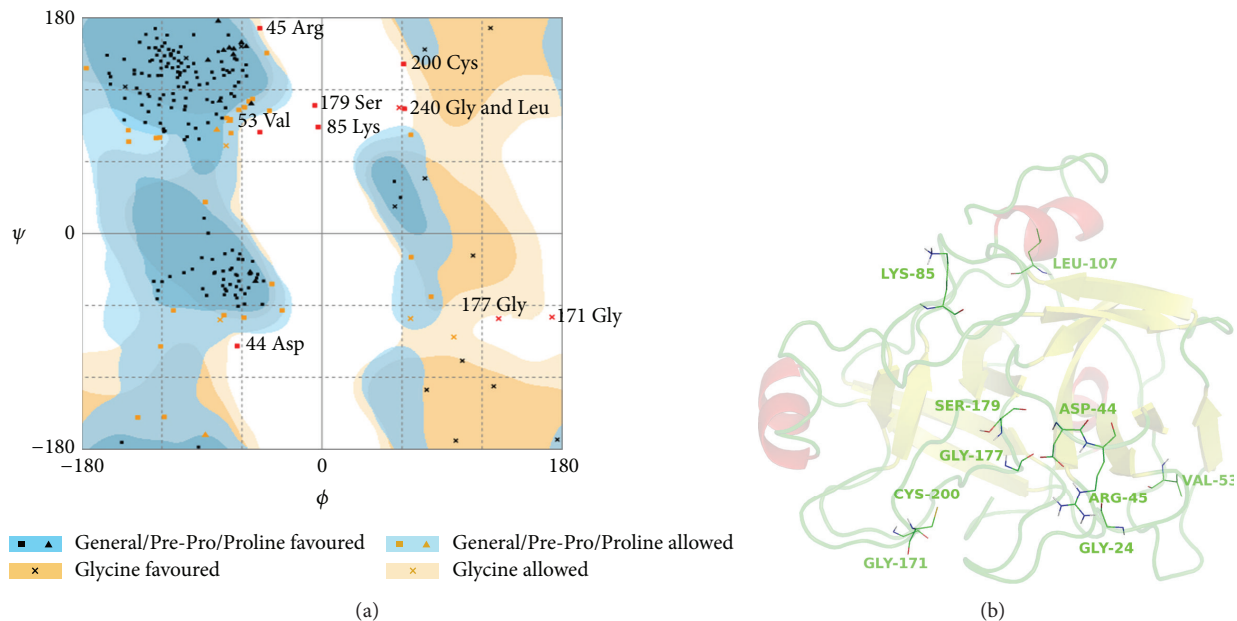 180
45 Arg
200 Cys
179 Ser
240 Gly and Leu
53 Val
85 Lys
ψ
0
177 Gly
171 Gly
44 Asp
−180
−180
0
180
ϕ
General/Pre-Pro/Proline favoured
General/Pre-Pro/Proline allowed
Glycine favoured
Glycine allowed
(a)
LYS-85
LEU-107
SER-179
ASP-44
GLY-177
VAL-53
CYS-200
ARG-45
GLY-24
GLY-171
(b)